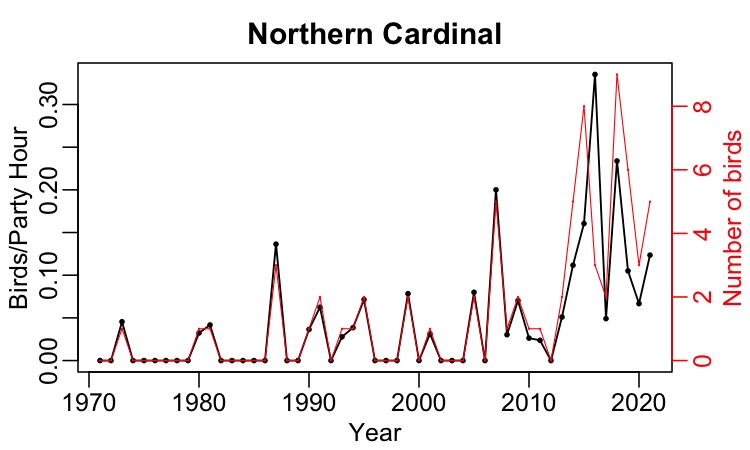 Northern Cardinal
Birds/Party Hour
0.00 0.10 0.20 0.30
0 2 4 6 8
Number of birds
1970 1980 1990 2000 2010 2020
Year